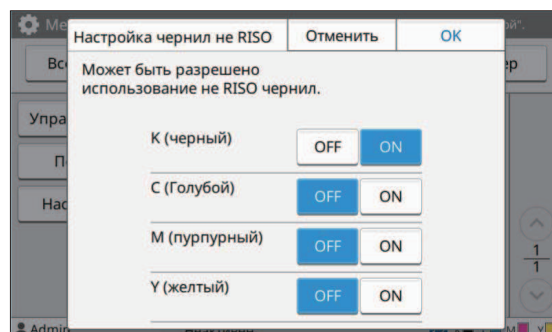 Настройка чернил не RISO
Отменить
OK
Может быть разрешено
использование не RISO чернил.
K (черный)
OFF
ON
C (Голубой)
OFF
ON
M (пурпурный)
OFF
ON
Y (желтый)
OFF
ON
1
1
Admin